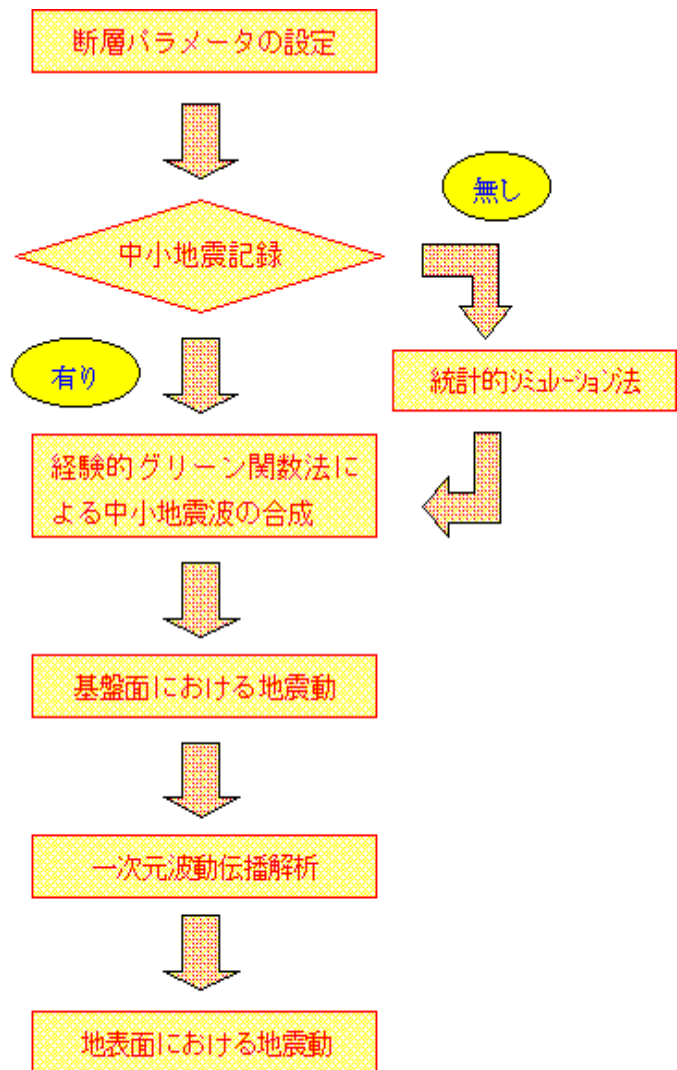 断層パラメータの設定
無し
中小地震記録
有り
統計的シミュレーション法
経験的グリーン関数法に
よる中小地震波の合成
基盤面における地震動
一次元波動伝播解析
地表面における地震動